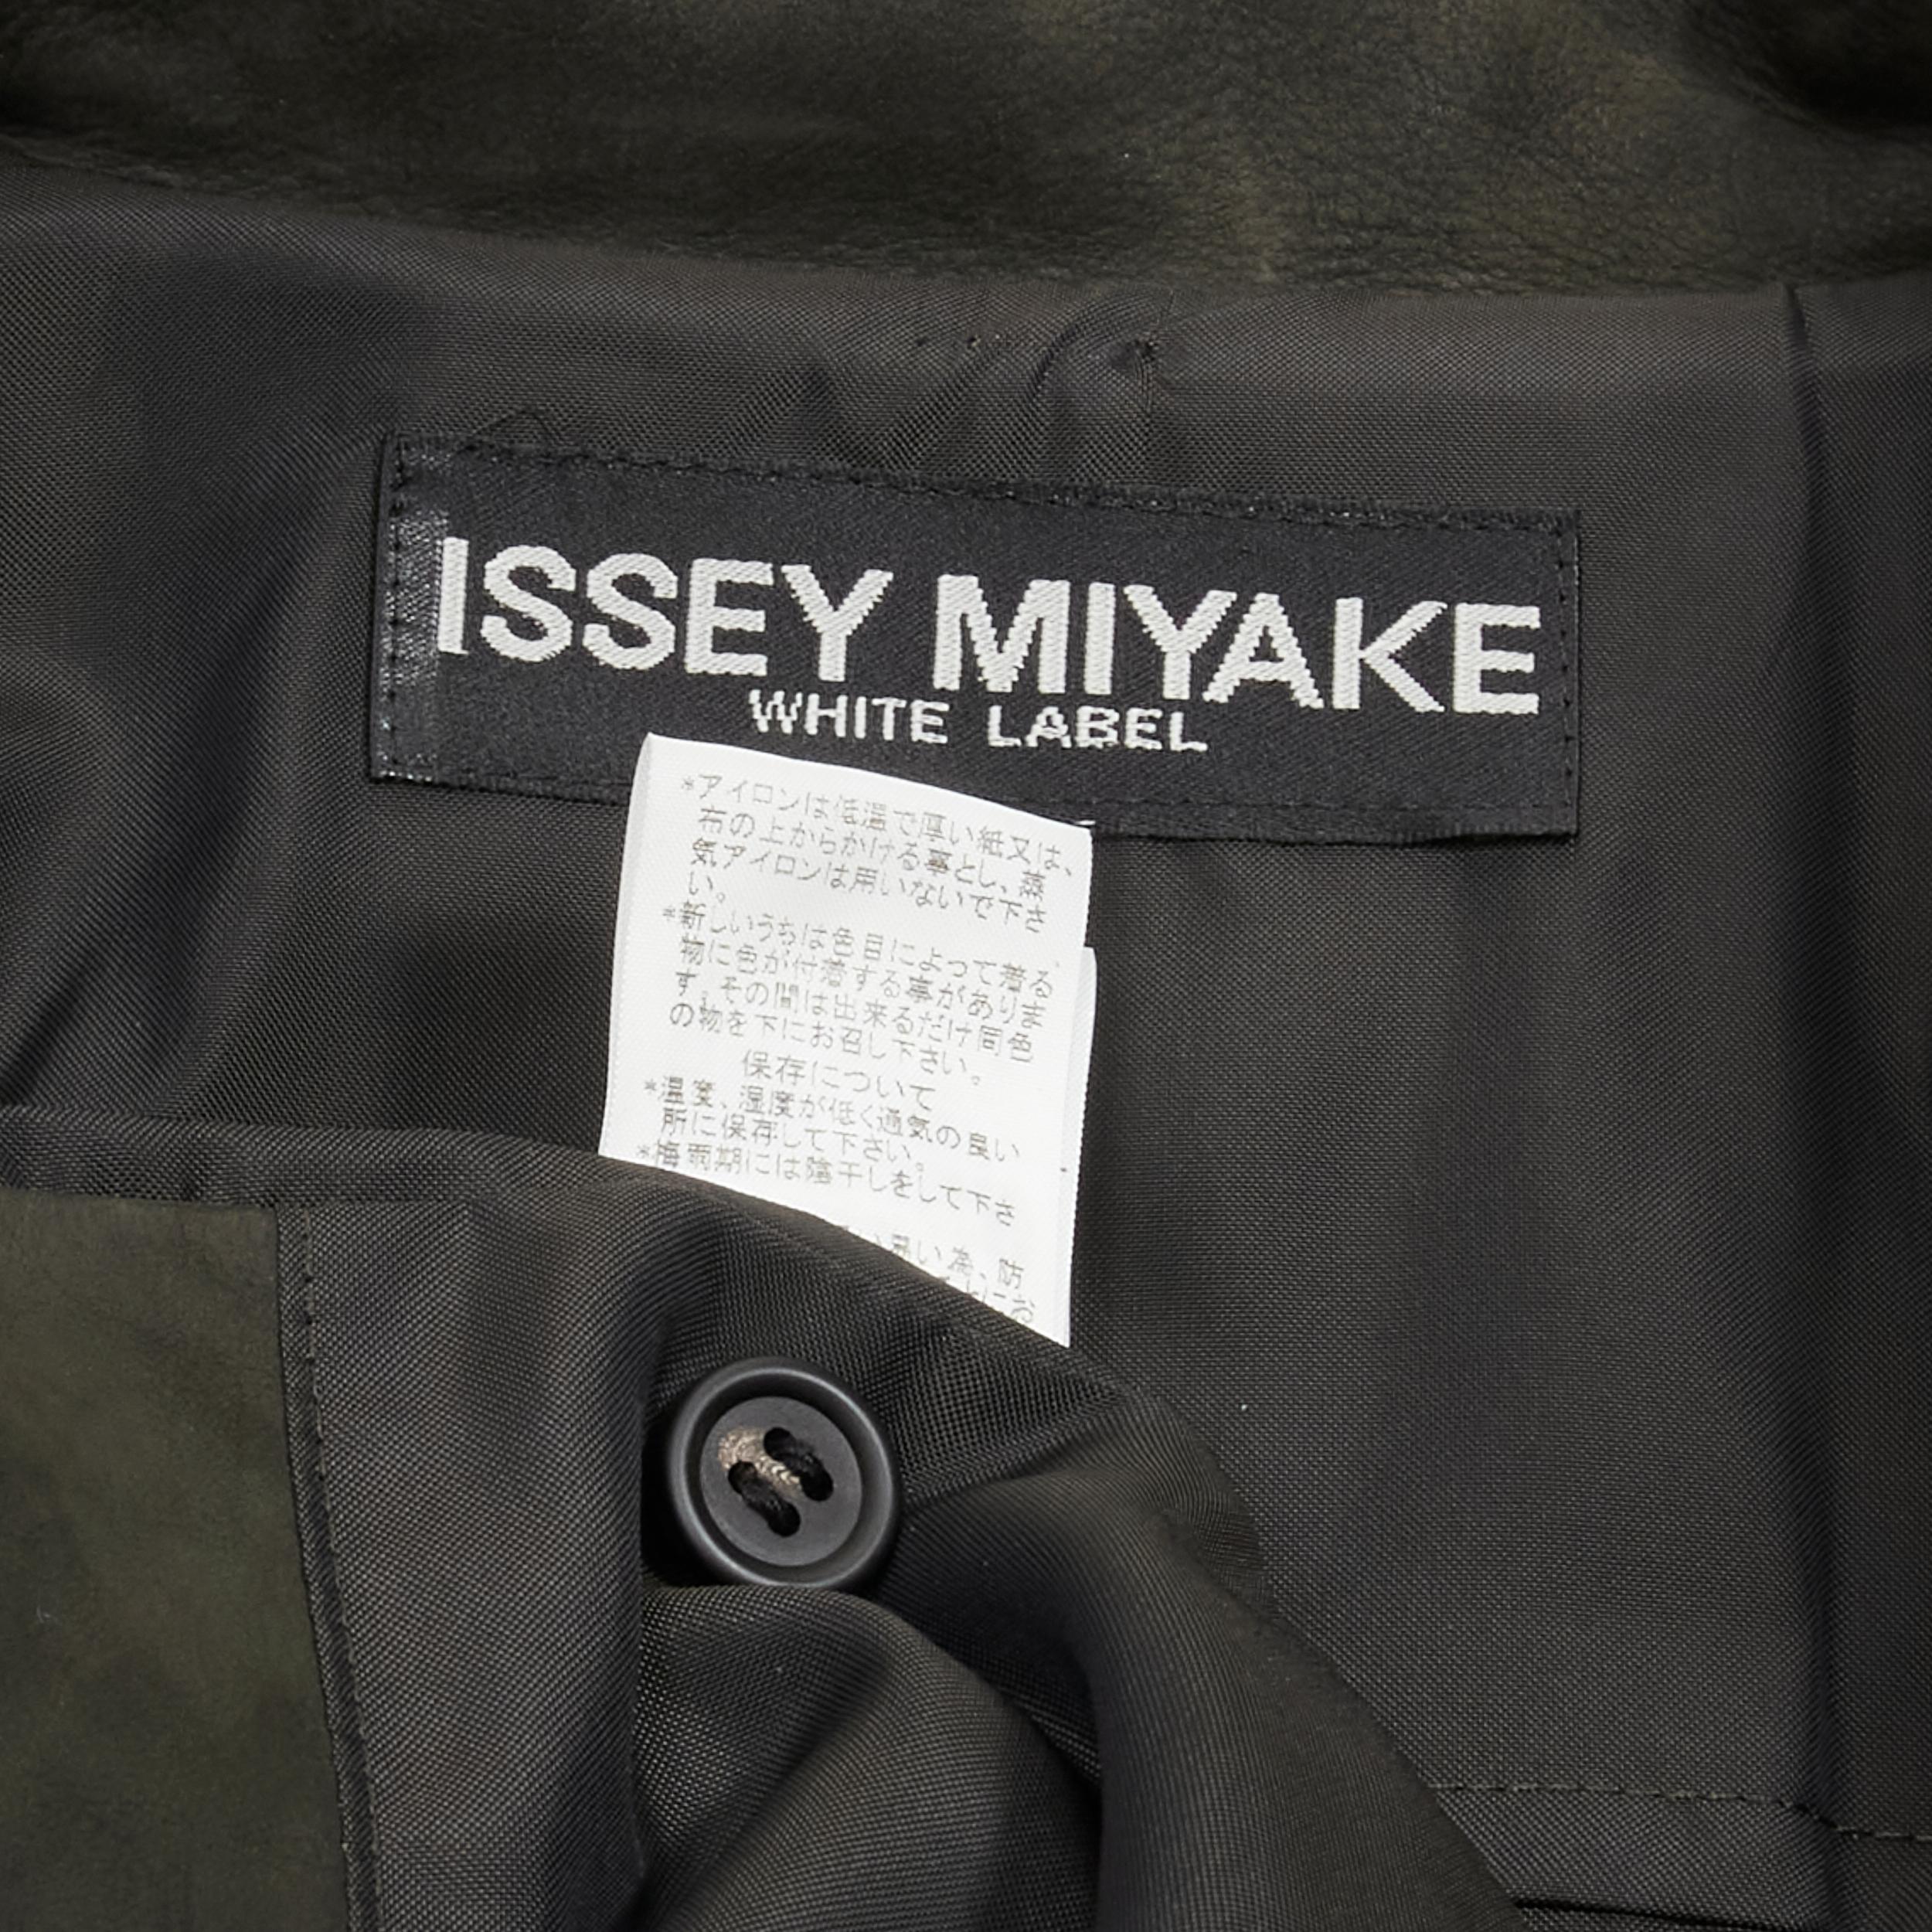 ISSEY MIYAKE
WHITE LABEL
*アイロンは低温で厚い紙又は、
布の上からかける事とし、蒸
気アイロンは用いないで下さ
い。
*新しいうちは色目によって着る
物に色が付着する事がありま
す。その間は出来るだけ同色
の物を下にお召し下さい。
保存について
*温度、湿度が低く通気の良い
所に保存して下さい。
*梅雨期には陰干しをして下さ
い為、防
にお